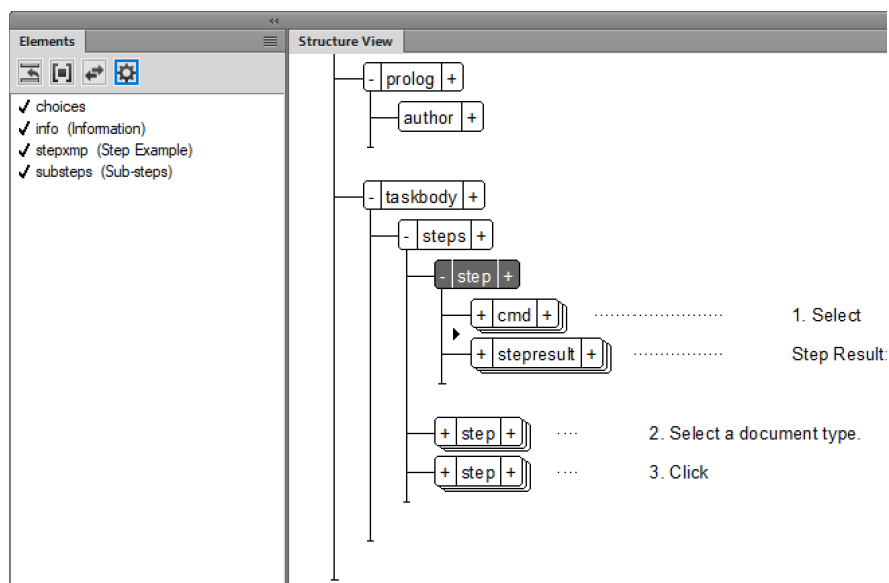 Elements
choices
info (Information)
stepxmp (Step Example)
substeps (Sub-steps)
Structure View
- prolog +
author +
- taskbody +
- steps +
- step +
+ cmd + 1. Select
+ stepresult + Step Result:
+ step + 2. Select a document type.
+ step + 3. Click